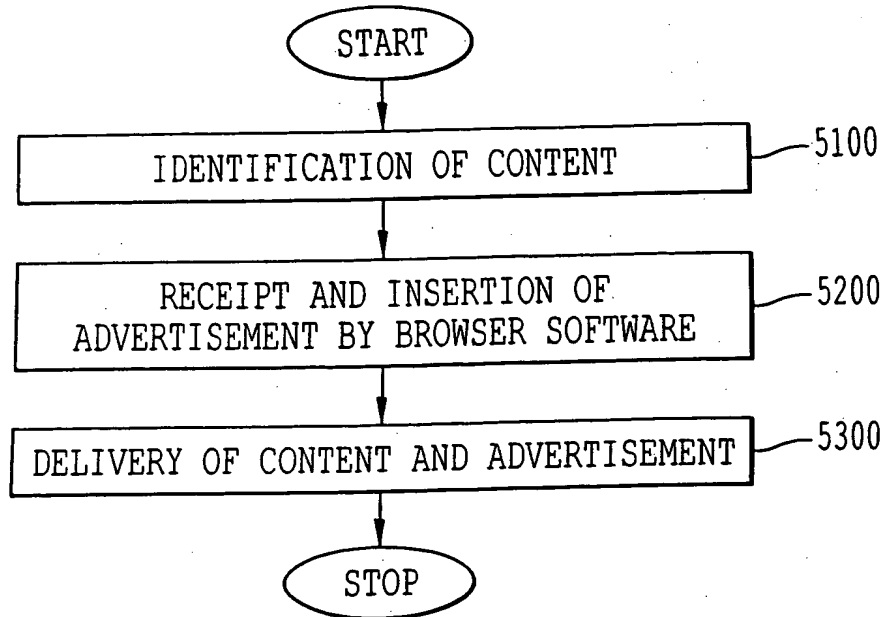 START
IDENTIFICATION OF CONTENT
5100
RECEIPT AND INSERTION OF
ADVERTISEMENT BY BROWSER SOFTWARE
5200
DELIVERY OF CONTENT AND ADVERTISEMENT
5300
STOP